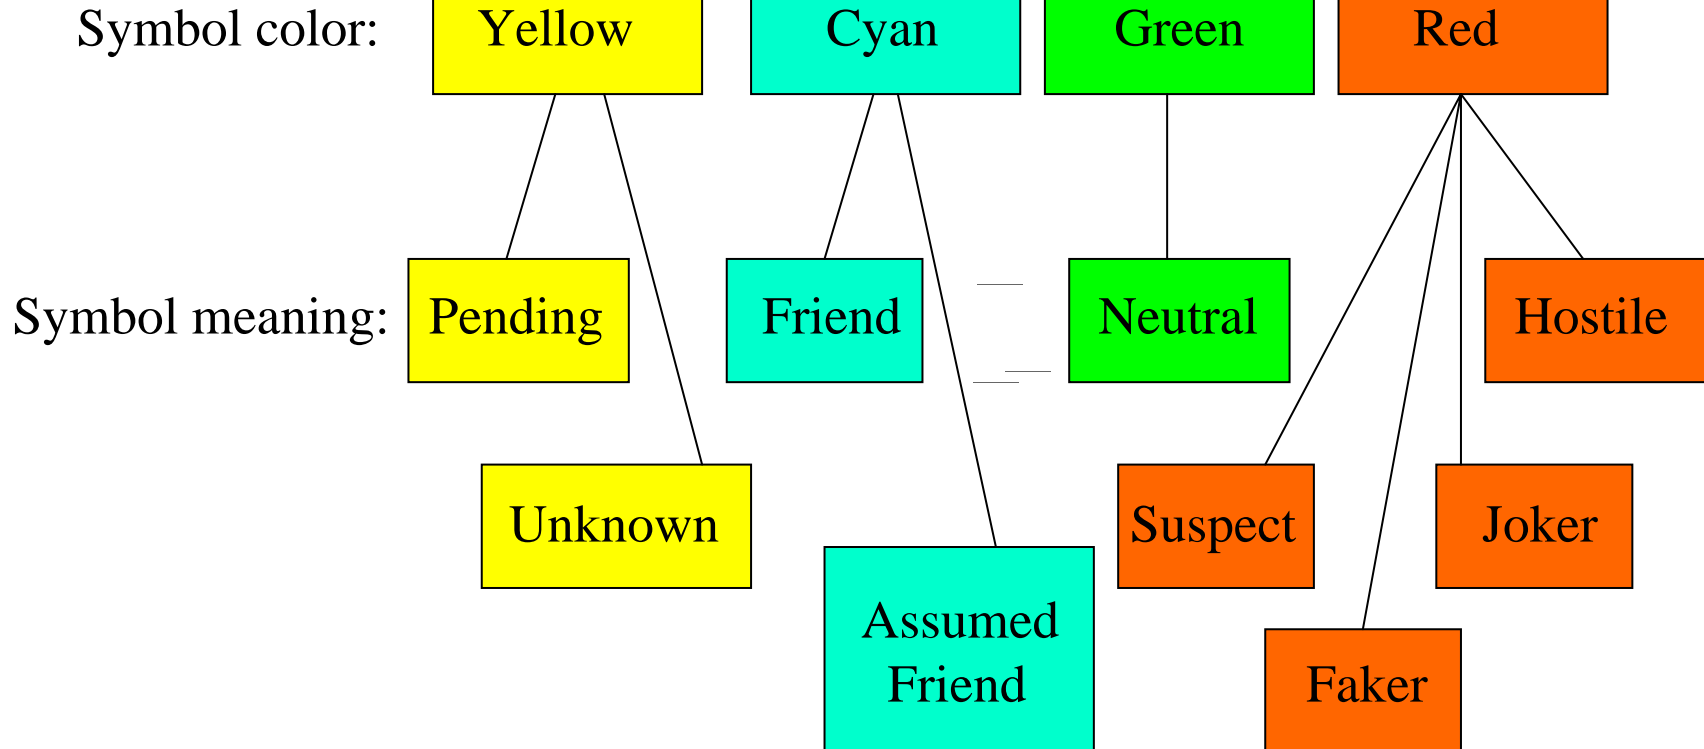 Symbol color: Yellow Cyan Green Red
Symbol meaning: Pending Friend Neutral Hostile
Unknown Suspect Joker
Assumed
Friend Faker